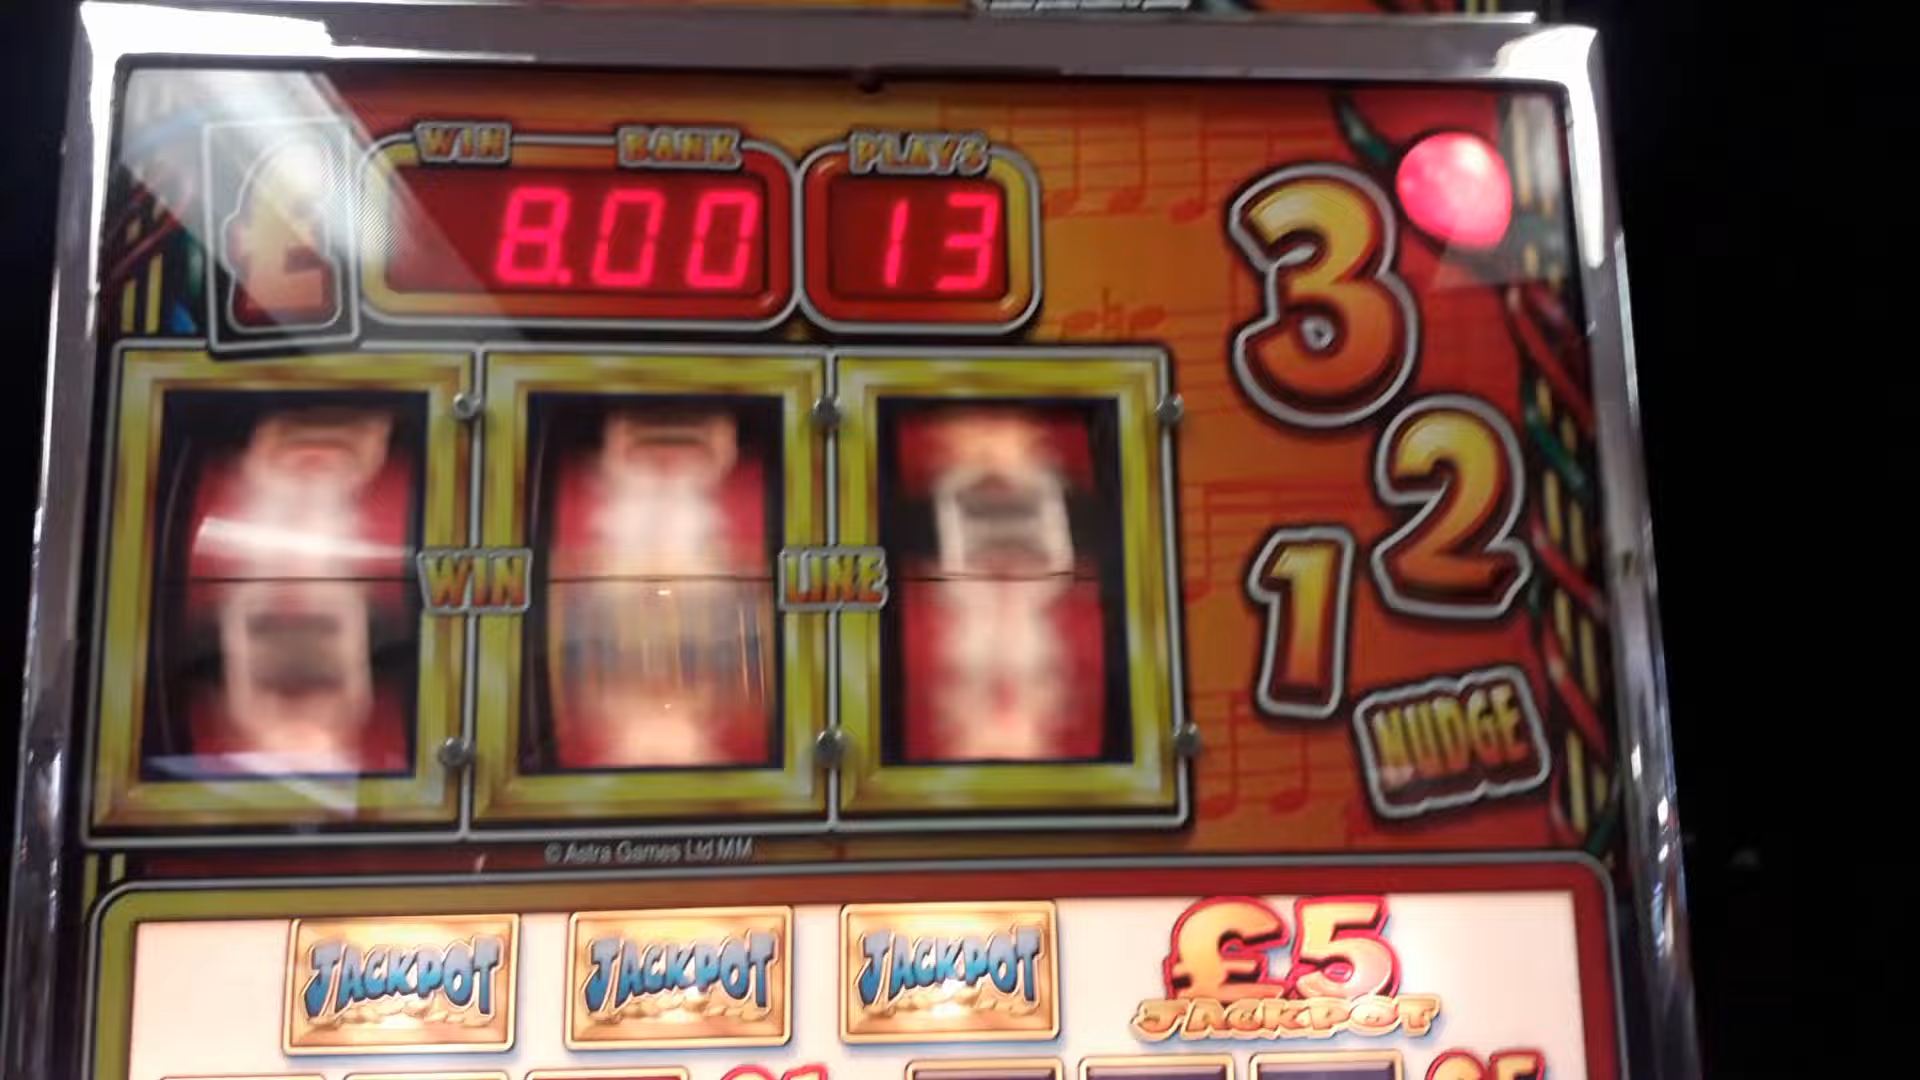 WIN BANK PLAYS
8.00 13
3
2
1
WIN LINE
NUDGE
© Astra Games Ltd MM
JACKPOT JACKPOT JACKPOT £5
JACKPOT